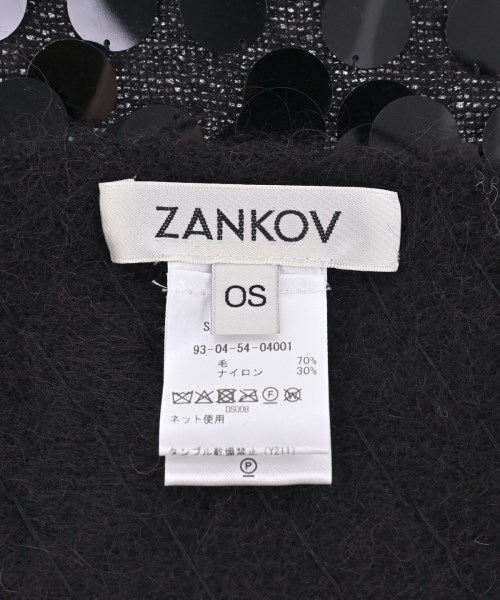 ZANKOV
OS
S
93-04-54-04001
毛 70%
ナイロン 30%
F W
DS008
ネット使用
タンブル乾燥禁止 (Y211)
P